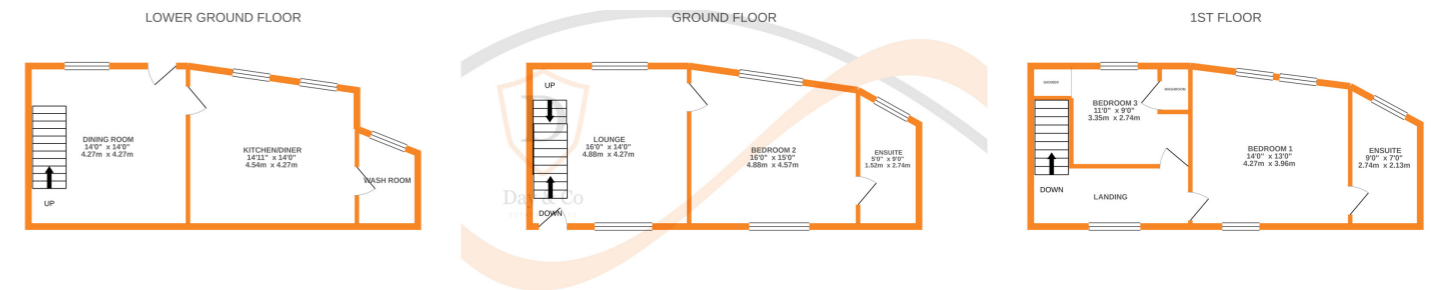 LOWER GROUND FLOOR
DINING ROOM
14'0" x 14'0"
4.27m x 4.27m
UP
KITCHEN/DINER
14'11" x 14'0"
4.54m x 4.27m
WASH ROOM
GROUND FLOOR
UP
LOUNGE
16'0" x 14'0"
4.88m x 4.27m
DOWN
BEDROOM 2
16'0" x 15'0"
4.88m x 4.57m
ENSUITE
5'0" x 9'0"
1.52m x 2.74m
D
Day & Co
1ST FLOOR
BEDROOM 3
11'0" x 9'0"
3.35m x 2.74m
WASHROOM
DOWN
LANDING
BEDROOM 1
14'0" x 13'0"
4.27m x 3.96m
ENSUITE
9'0" x 7'0"
2.74m x 2.13m